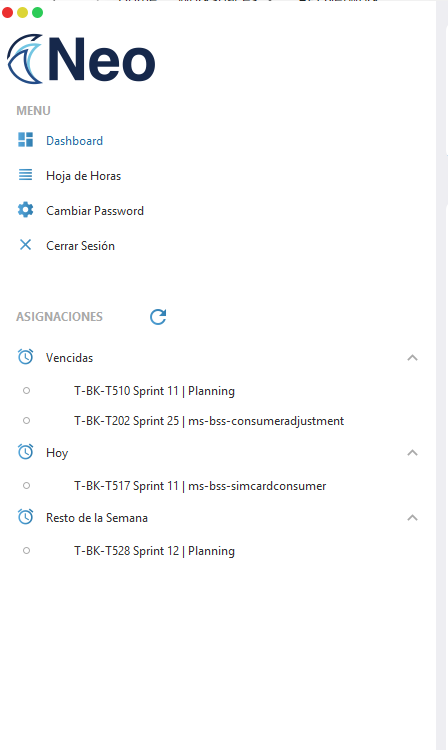 Neo
MENU
Dashboard
Hoja de Horas
Cambiar Password
Cerrar Sesión
ASIGNACIONES
Vencidas
T-BK-T510 Sprint 11 | Planning
T-BK-T202 Sprint 25 | ms-bss-consumeradjustment
Hoy
T-BK-T517 Sprint 11 | ms-bss-simcardconsumer
Resto de la Semana
T-BK-T528 Sprint 12 | Planning